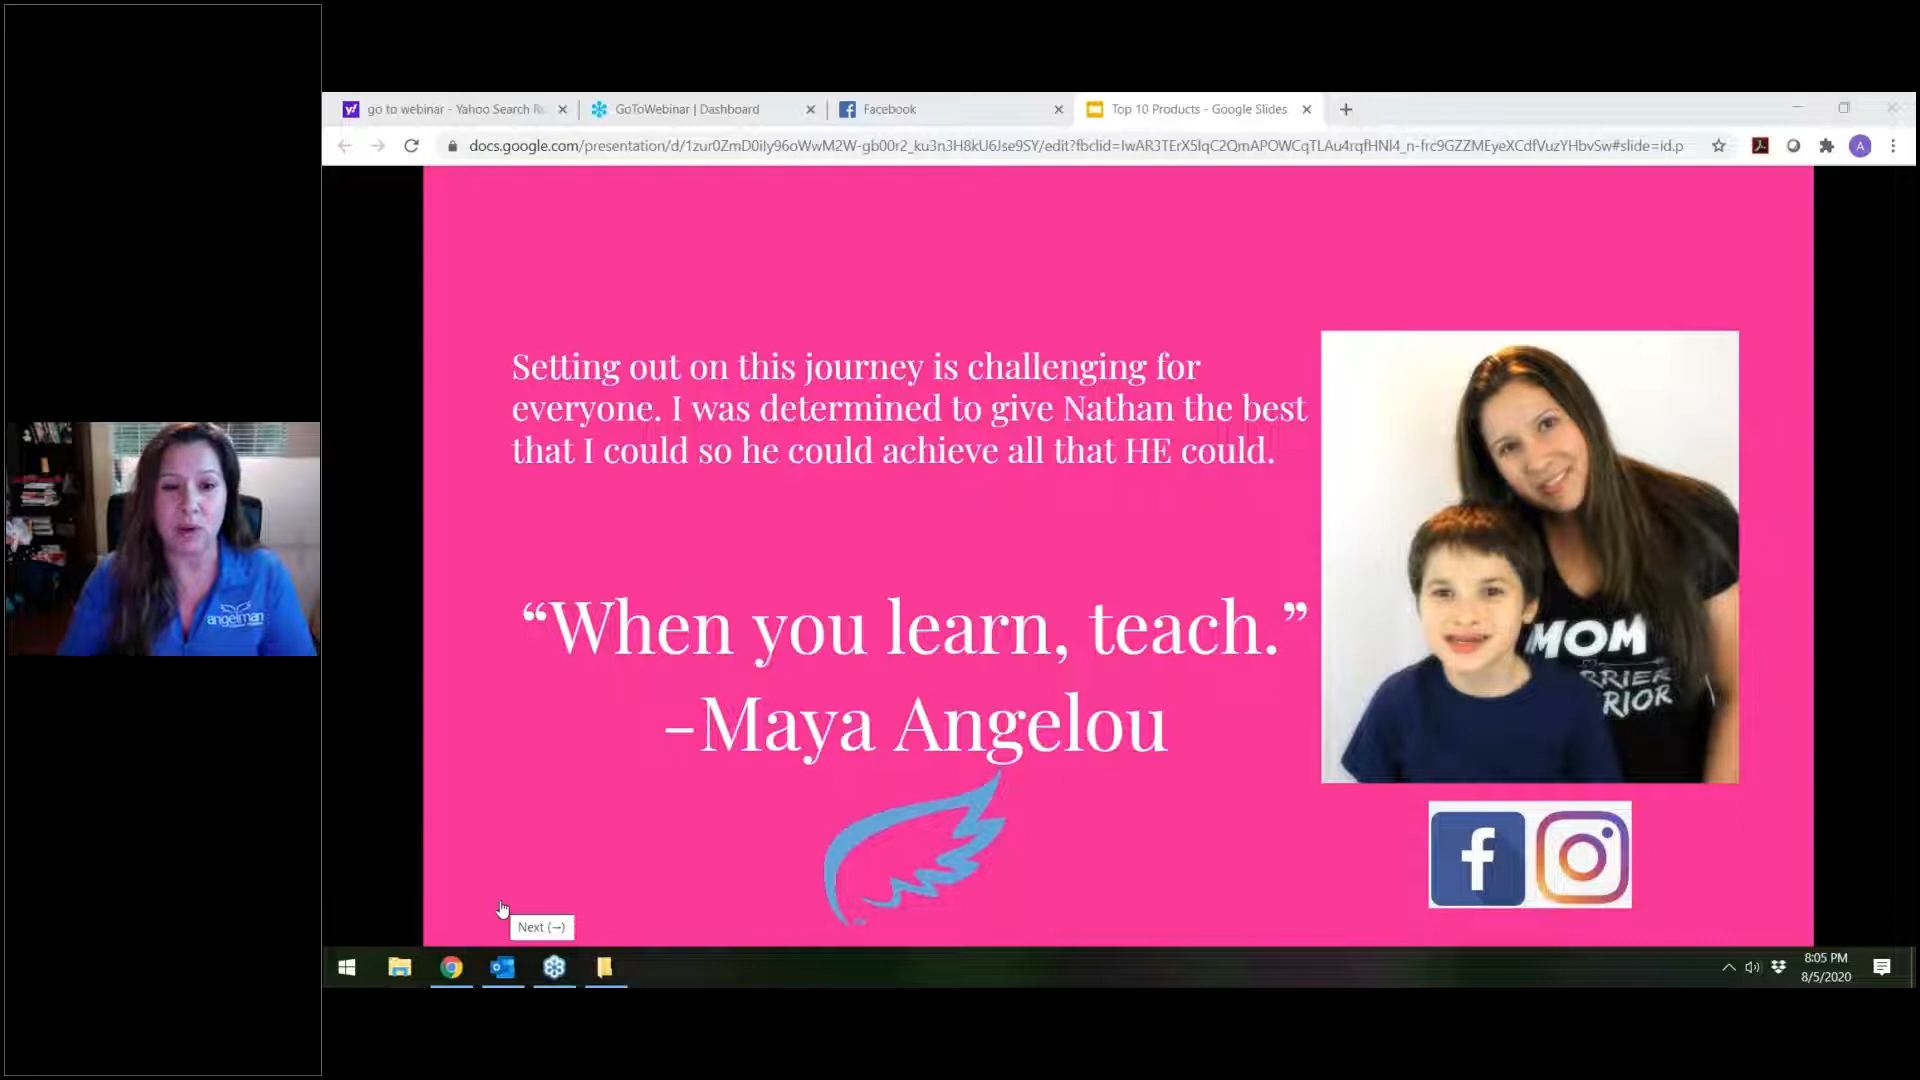 go to webinar - Yahoo Search Re
GoToWebinar | Dashboard
Facebook
Top 10 Products - Google Slides
docs.google.com/presentation/d/1zur0ZmD0ily96oWwM2W-gb00r2_ku3n3H8kU6Jse9SY/edit?fbclid=IwAR3TErX5lqC2QmAPOWCqTLAu4rqfHNl4_n-frc9GZZMEyeXCdfVuzYHbvSw#slide=id.p
A
Setting out on this journey is challenging for
everyone. I was determined to give Nathan the best
that I could so he could achieve all that HE could.
“When you learn, teach.”
-Maya Angelou
MOM
RRIER
RIOR
angelman
Next (→)
8:05 PM
8/5/2020